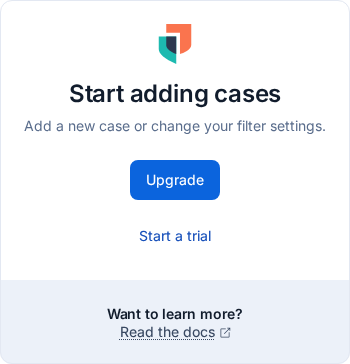 Start adding cases
Add a new case or change your filter settings.
Upgrade
Start a trial
Want to learn more?
Read the docs